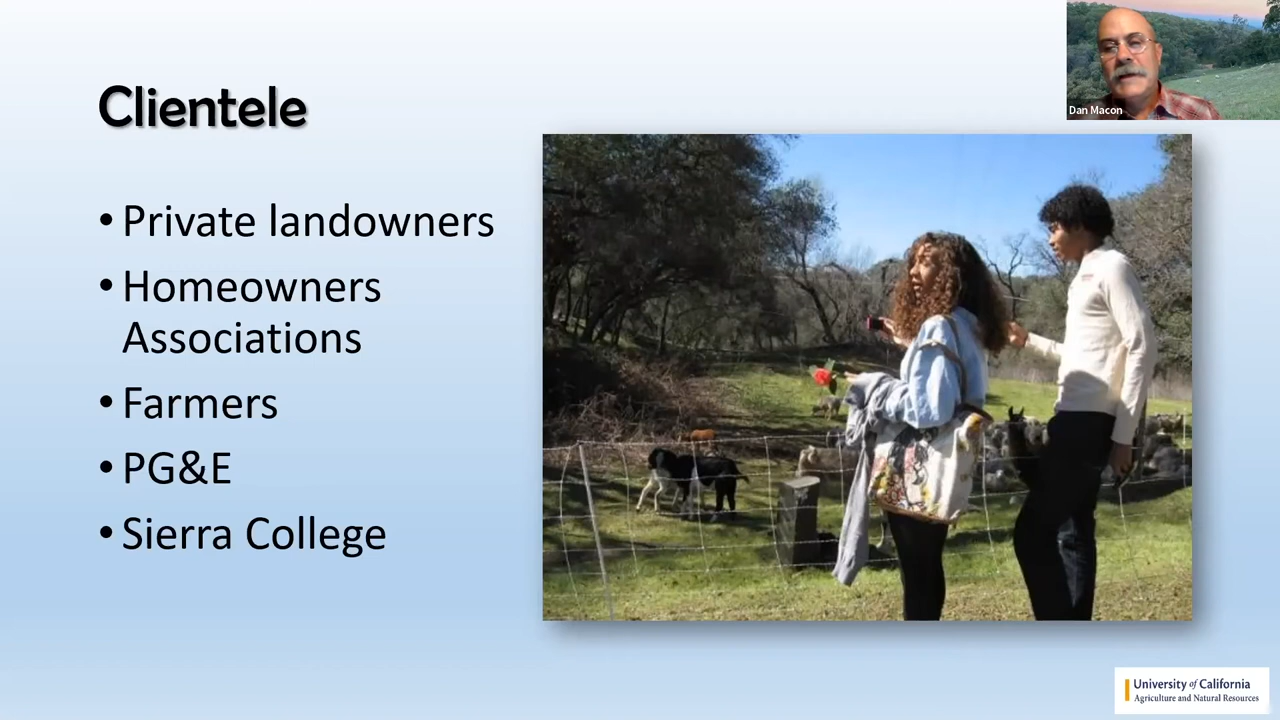 Clientele
Dan Macon
• Private landowners
• Homeowners
Associations
• Farmers
• PG&E
• Sierra College
University of California
Agriculture and Natural Resources